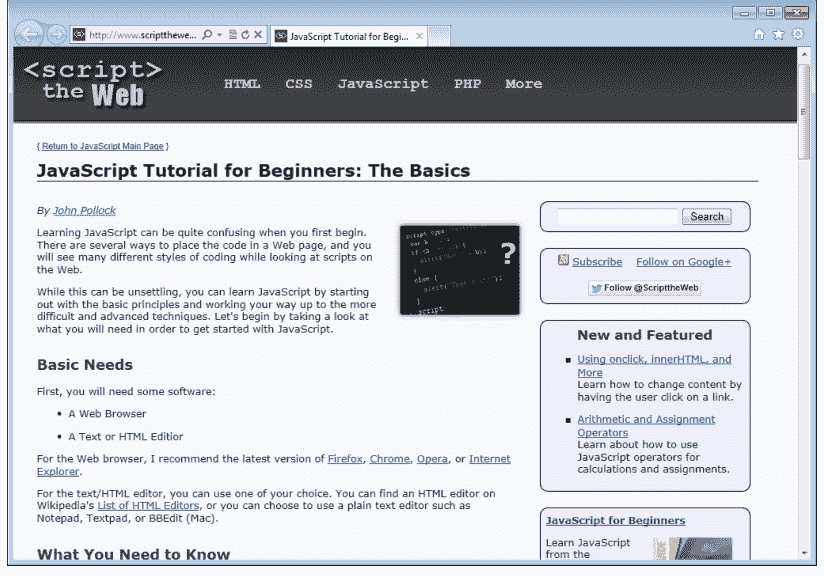 http://www.scriptthewe...
JavaScript Tutorial for Begi...
<script>
the Web
HTML CSS JavaScript PHP More
{ Return to JavaScript Main Page }
JavaScript Tutorial for Beginners: The Basics
By John Pollock
Learning JavaScript can be quite confusing when you first begin.
There are several ways to place the code in a Web page, and you
will see many different styles of coding while looking at scripts on
the Web.
While this can be unsettling, you can learn JavaScript by starting
out with the basic principles and working your way up to the more
difficult and advanced techniques. Let's begin by taking a look at
what you will need in order to get started with JavaScript.
script type
var b
if (b
alert(
}
else {
alert("That
}
script>
?
Basic Needs
First, you will need some software:
• A Web Browser
• A Text or HTML Editior
For the Web browser, I recommend the latest version of Firefox, Chrome, Opera, or Internet
Explorer.
For the text/HTML editor, you can use one of your choice. You can find an HTML editor on
Wikipedia's List of HTML Editors, or you can choose to use a plain text editor such as
Notepad, Textpad, or BBEdit (Mac).
What You Need to Know
Search
Subscribe Follow on Google+
Follow @ScripttheWeb
New and Featured
Using onclick, innerHTML, and
More
Learn how to change content by
having the user click on a link.
Arithmetic and Assignment
Operators
Learn about how to use
JavaScript operators for
calculations and assignments.
JavaScript for Beginners
Learn JavaScript
from the